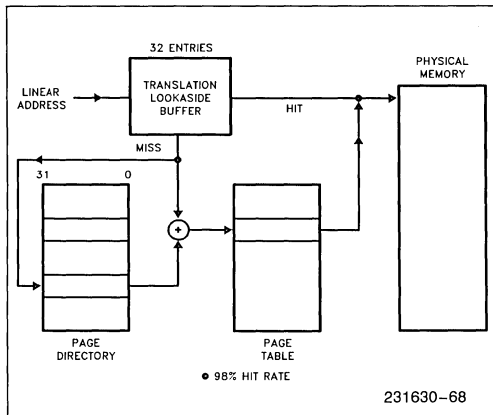 32 ENTRIES
PHYSICAL
MEMORY
TRANSLATION
LOOKASIDE
BUFFER
LINEAR
ADDRESS
HIT
MISS
31
0
+
PAGE
DIRECTORY
PAGE
TABLE
98% HIT RATE
231630-68